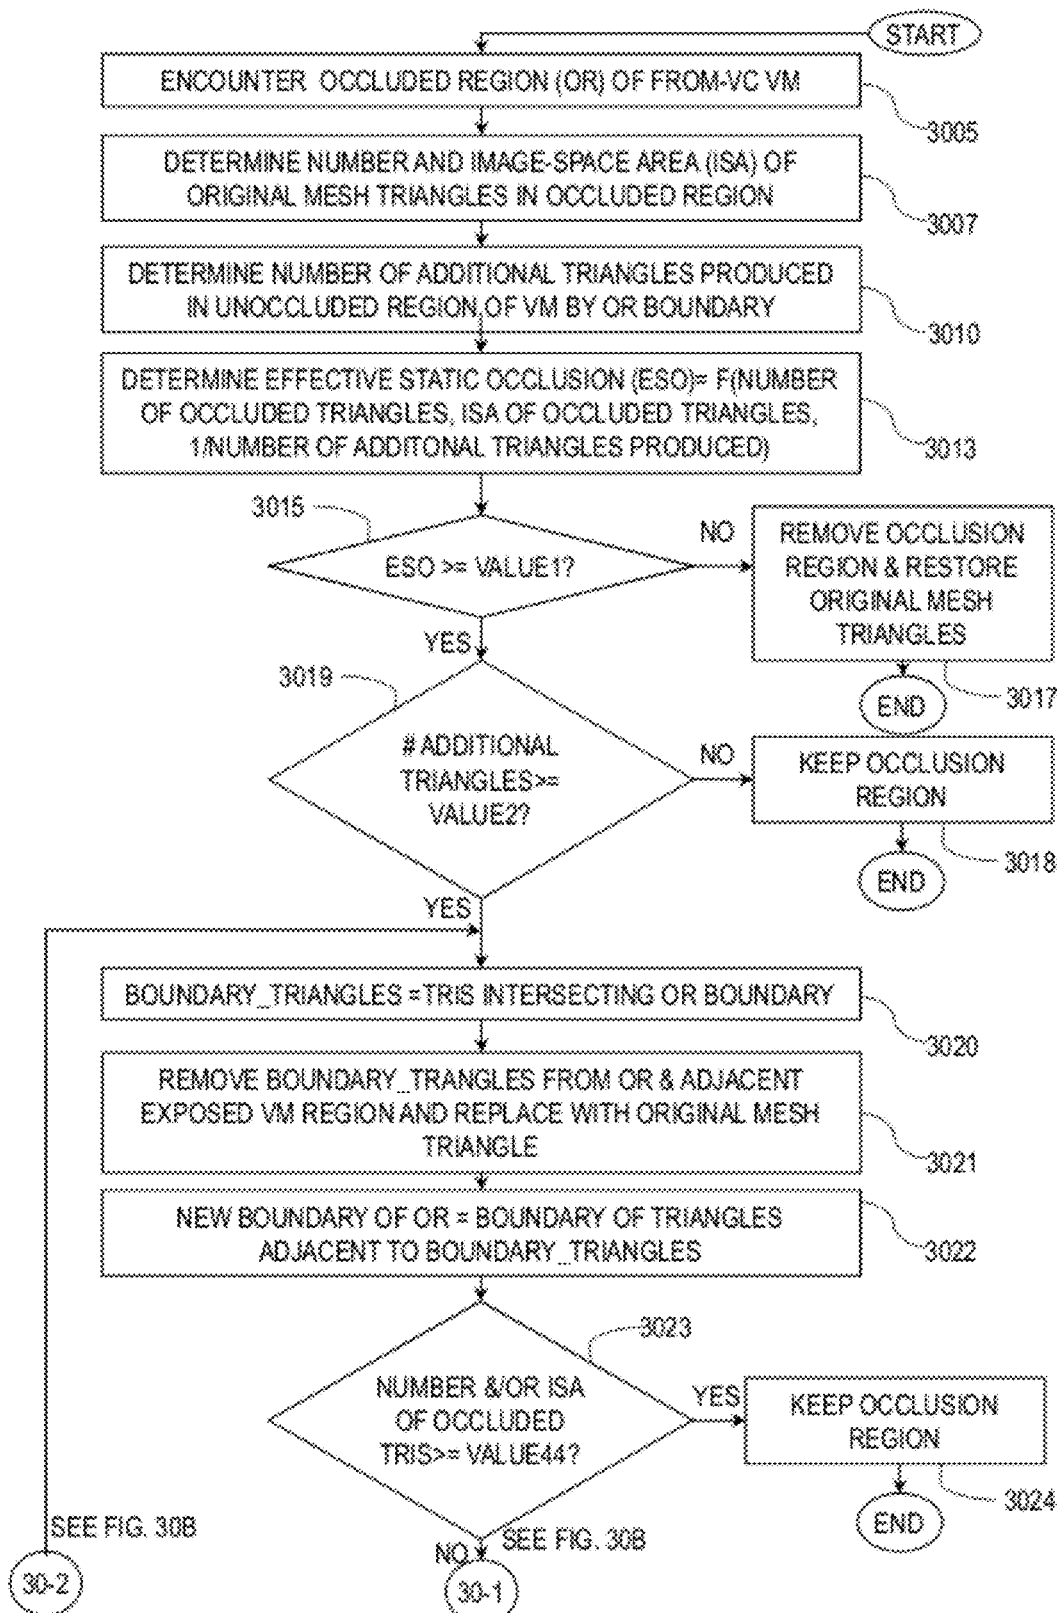 START
ENCOUNTER OCCLUDED REGION (OR) OF FROM-VC VM
3005
DETERMINE NUMBER AND IMAGE-SPACE AREA (ISA) OF
ORIGINAL MESH TRIANGLES IN OCCLUDED REGION
3007
DETERMINE NUMBER OF ADDITIONAL TRIANGLES PRODUCED
IN UNOCCLUDED REGION OF VM BY OR BOUNDARY
3010
DETERMINE EFFECTIVE STATIC OCCLUSION (ESO)= F(NUMBER
OF OCCLUDED TRIANGLES, ISA OF OCCLUDED TRIANGLES,
1/NUMBER OF ADDITONAL TRIANGLES PRODUCED)
3013
3015
ESO >= VALUE1?
NO
REMOVE OCCLUSION
REGION & RESTORE
ORIGINAL MESH
TRIANGLES
3017
END
YES
3019
# ADDITIONAL
TRIANGLES>=
VALUE2?
NO
KEEP OCCLUSION
REGION
3018
END
YES
BOUNDARY_TRIANGLES =TRIS INTERSECTING OR BOUNDARY
3020
REMOVE BOUNDARY_TRANGLES FROM OR & ADJACENT
EXPOSED VM REGION AND REPLACE WITH ORIGINAL MESH
TRIANGLE
3021
NEW BOUNDARY OF OR = BOUNDARY OF TRIANGLES
ADJACENT TO BOUNDARY_TRIANGLES
3022
3023
NUMBER &/OR ISA
OF OCCLUDED
TRIS>= VALUE44?
YES
KEEP OCCLUSION
REGION
3024
END
SEE FIG. 30B
30-2
NO
SEE FIG. 30B
30-1